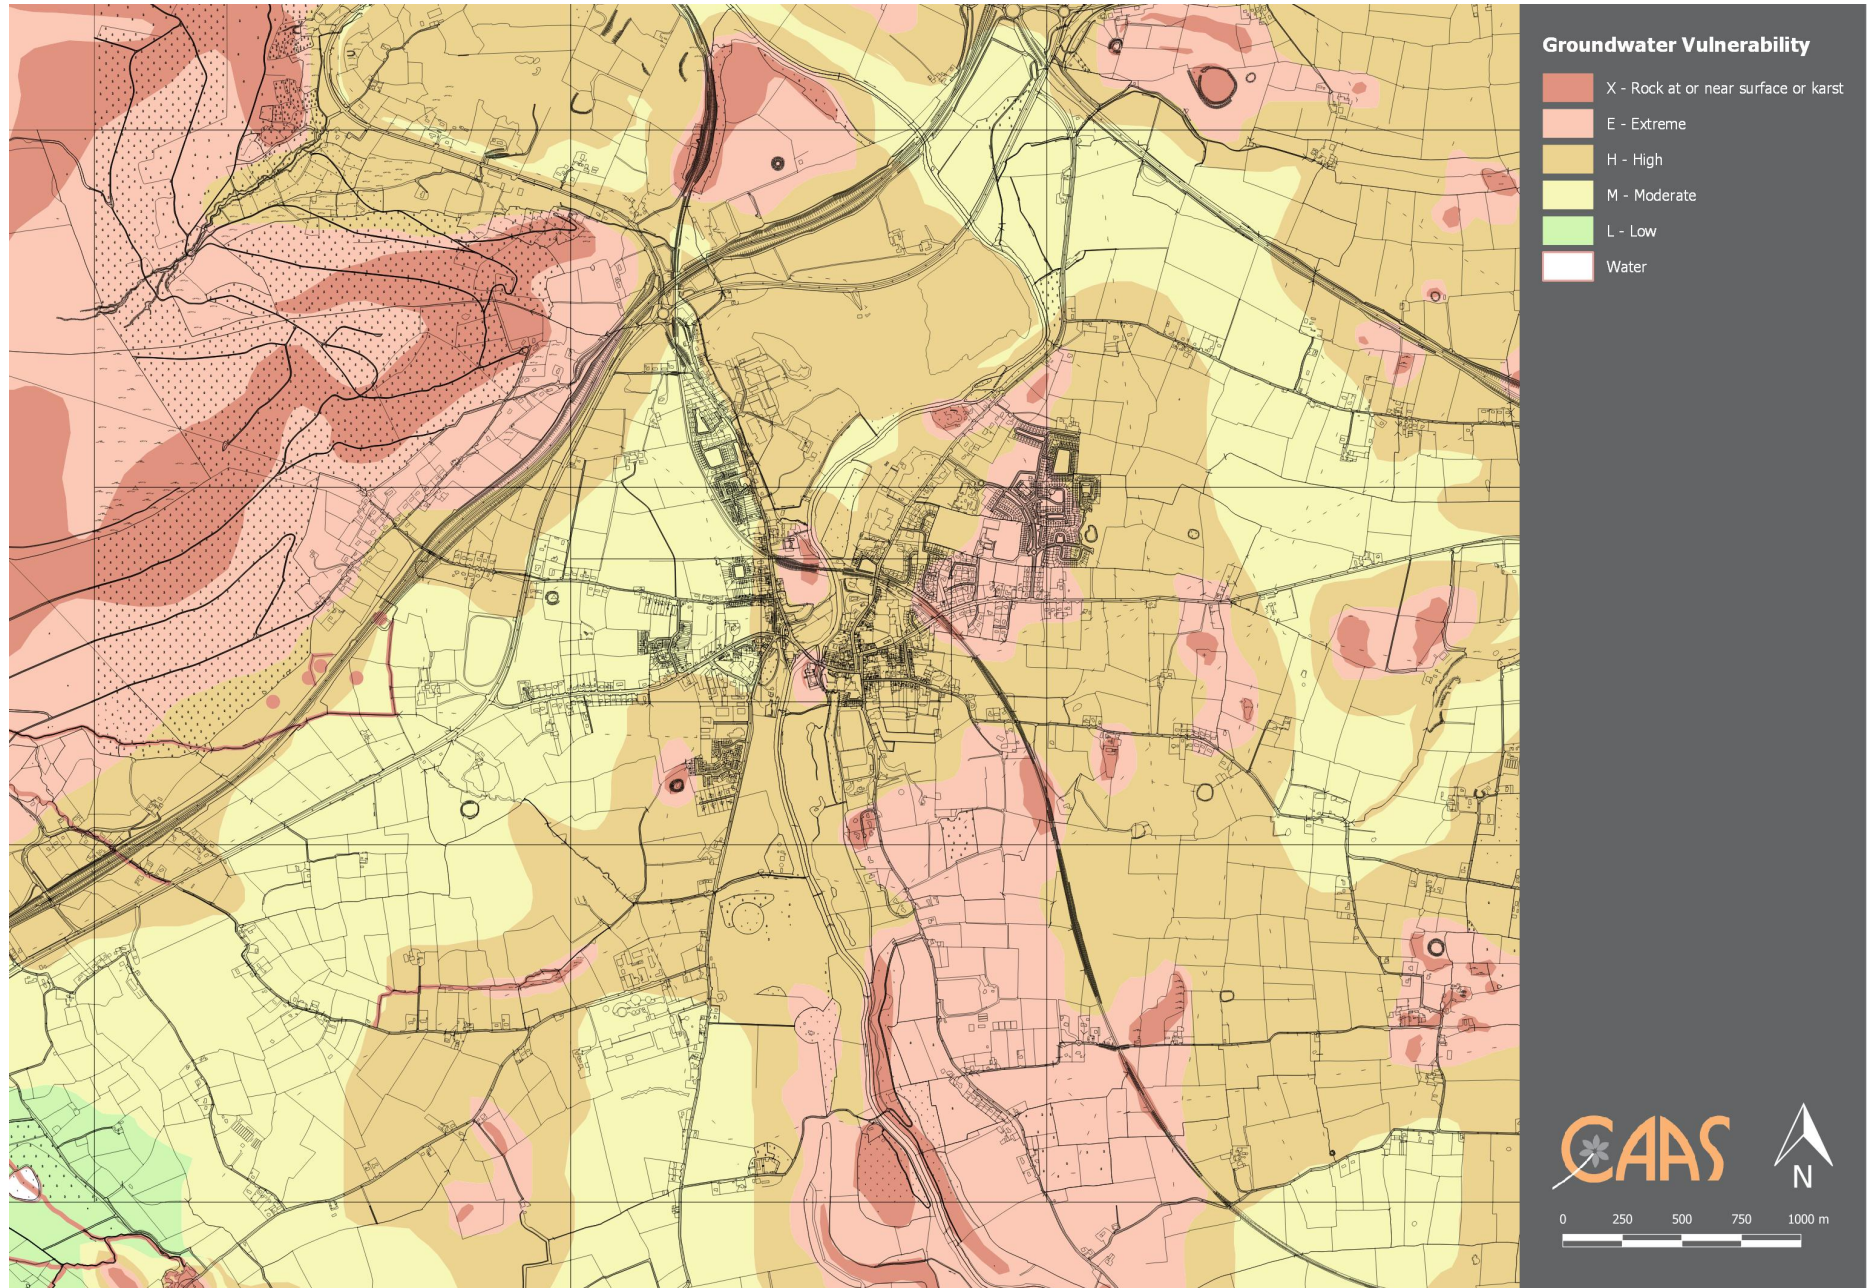 Groundwater Vulnerability
X - Rock at or near surface or karst
E - Extreme
H - High
M - Moderate
L - Low
Water
CAAS
N
0 250 500 750 1000 m